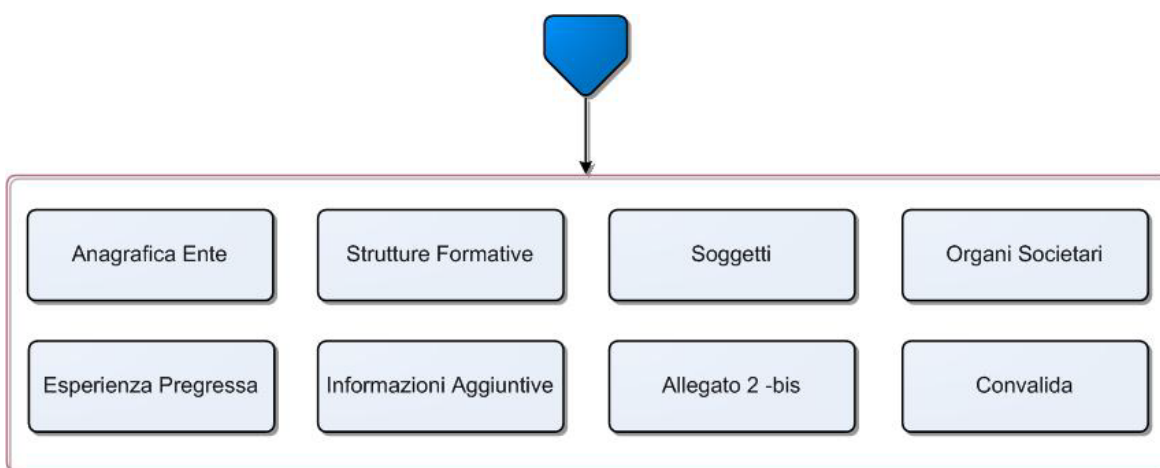 Anagrafica Ente
Strutture Formative
Soggetti
Organi Societari
Esperienza Pregressa
Informazioni Aggiuntive
Allegato 2 -bis
Convalida